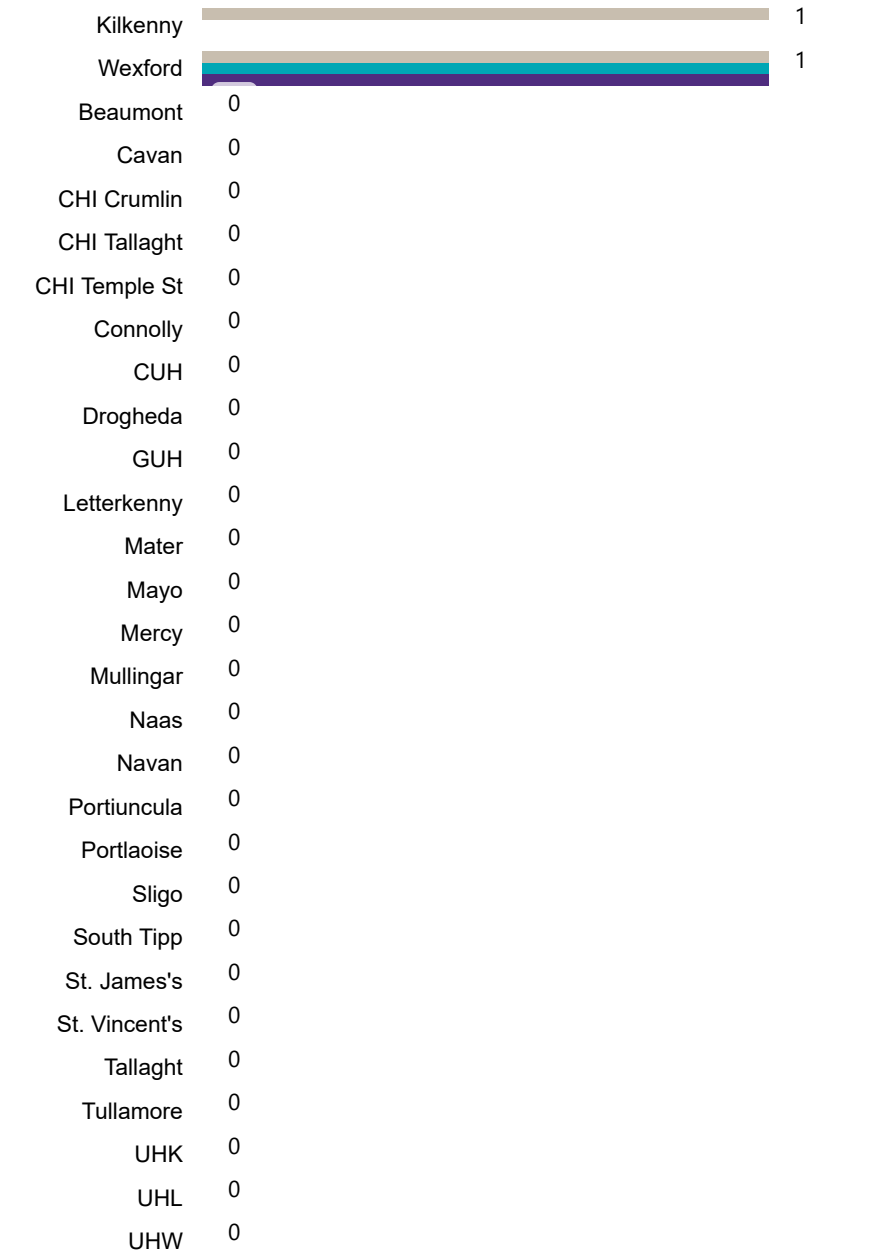 Kilkenny 1
Wexford 1
Beaumont 0
Cavan 0
CHI Crumlin 0
CHI Tallaght 0
CHI Temple St 0
Connolly 0
CUH 0
Drogheda 0
GUH 0
Letterkenny 0
Mater 0
Mayo 0
Mercy 0
Mullingar 0
Naas 0
Navan 0
Portiuncula 0
Portlaoise 0
Sligo 0
South Tipp 0
St. James's 0
St. Vincent's 0
Tallaght 0
Tullamore 0
UHK 0
UHL 0
UHW 0